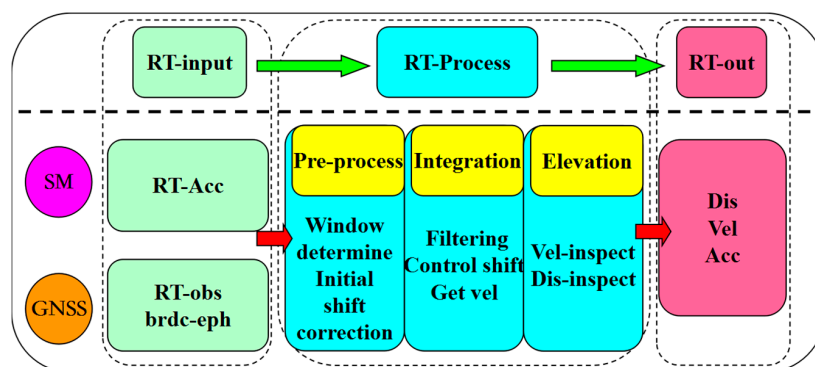 RT-input
RT-Process
RT-out
SM
RT-Acc
GNSS
RT-obs
brdc-eph
Pre-process
Window
determine
Initial
shift
correction
Integration
Filtering
Control shift
Get vel
Elevation
Vel-inspect
Dis-inspect
Dis
Vel
Acc